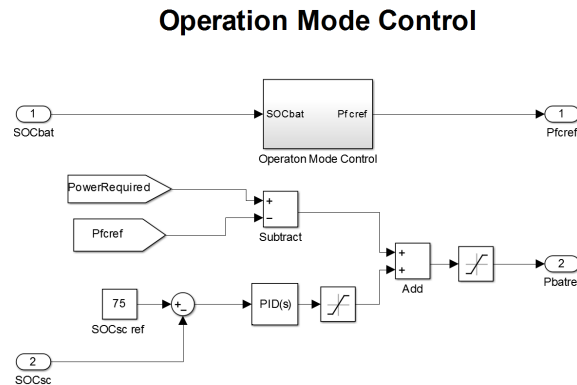 Operation Mode Control
1
SOCbat
SOCbat
Pfcref
Operaton Mode Control
1
Pfcref
PowerRequired
Pfcref
+
−
Subtract
+
+
Add
2
Pbatre
75
SOCsc ref
+
−
PID(s)
2
SOCsc